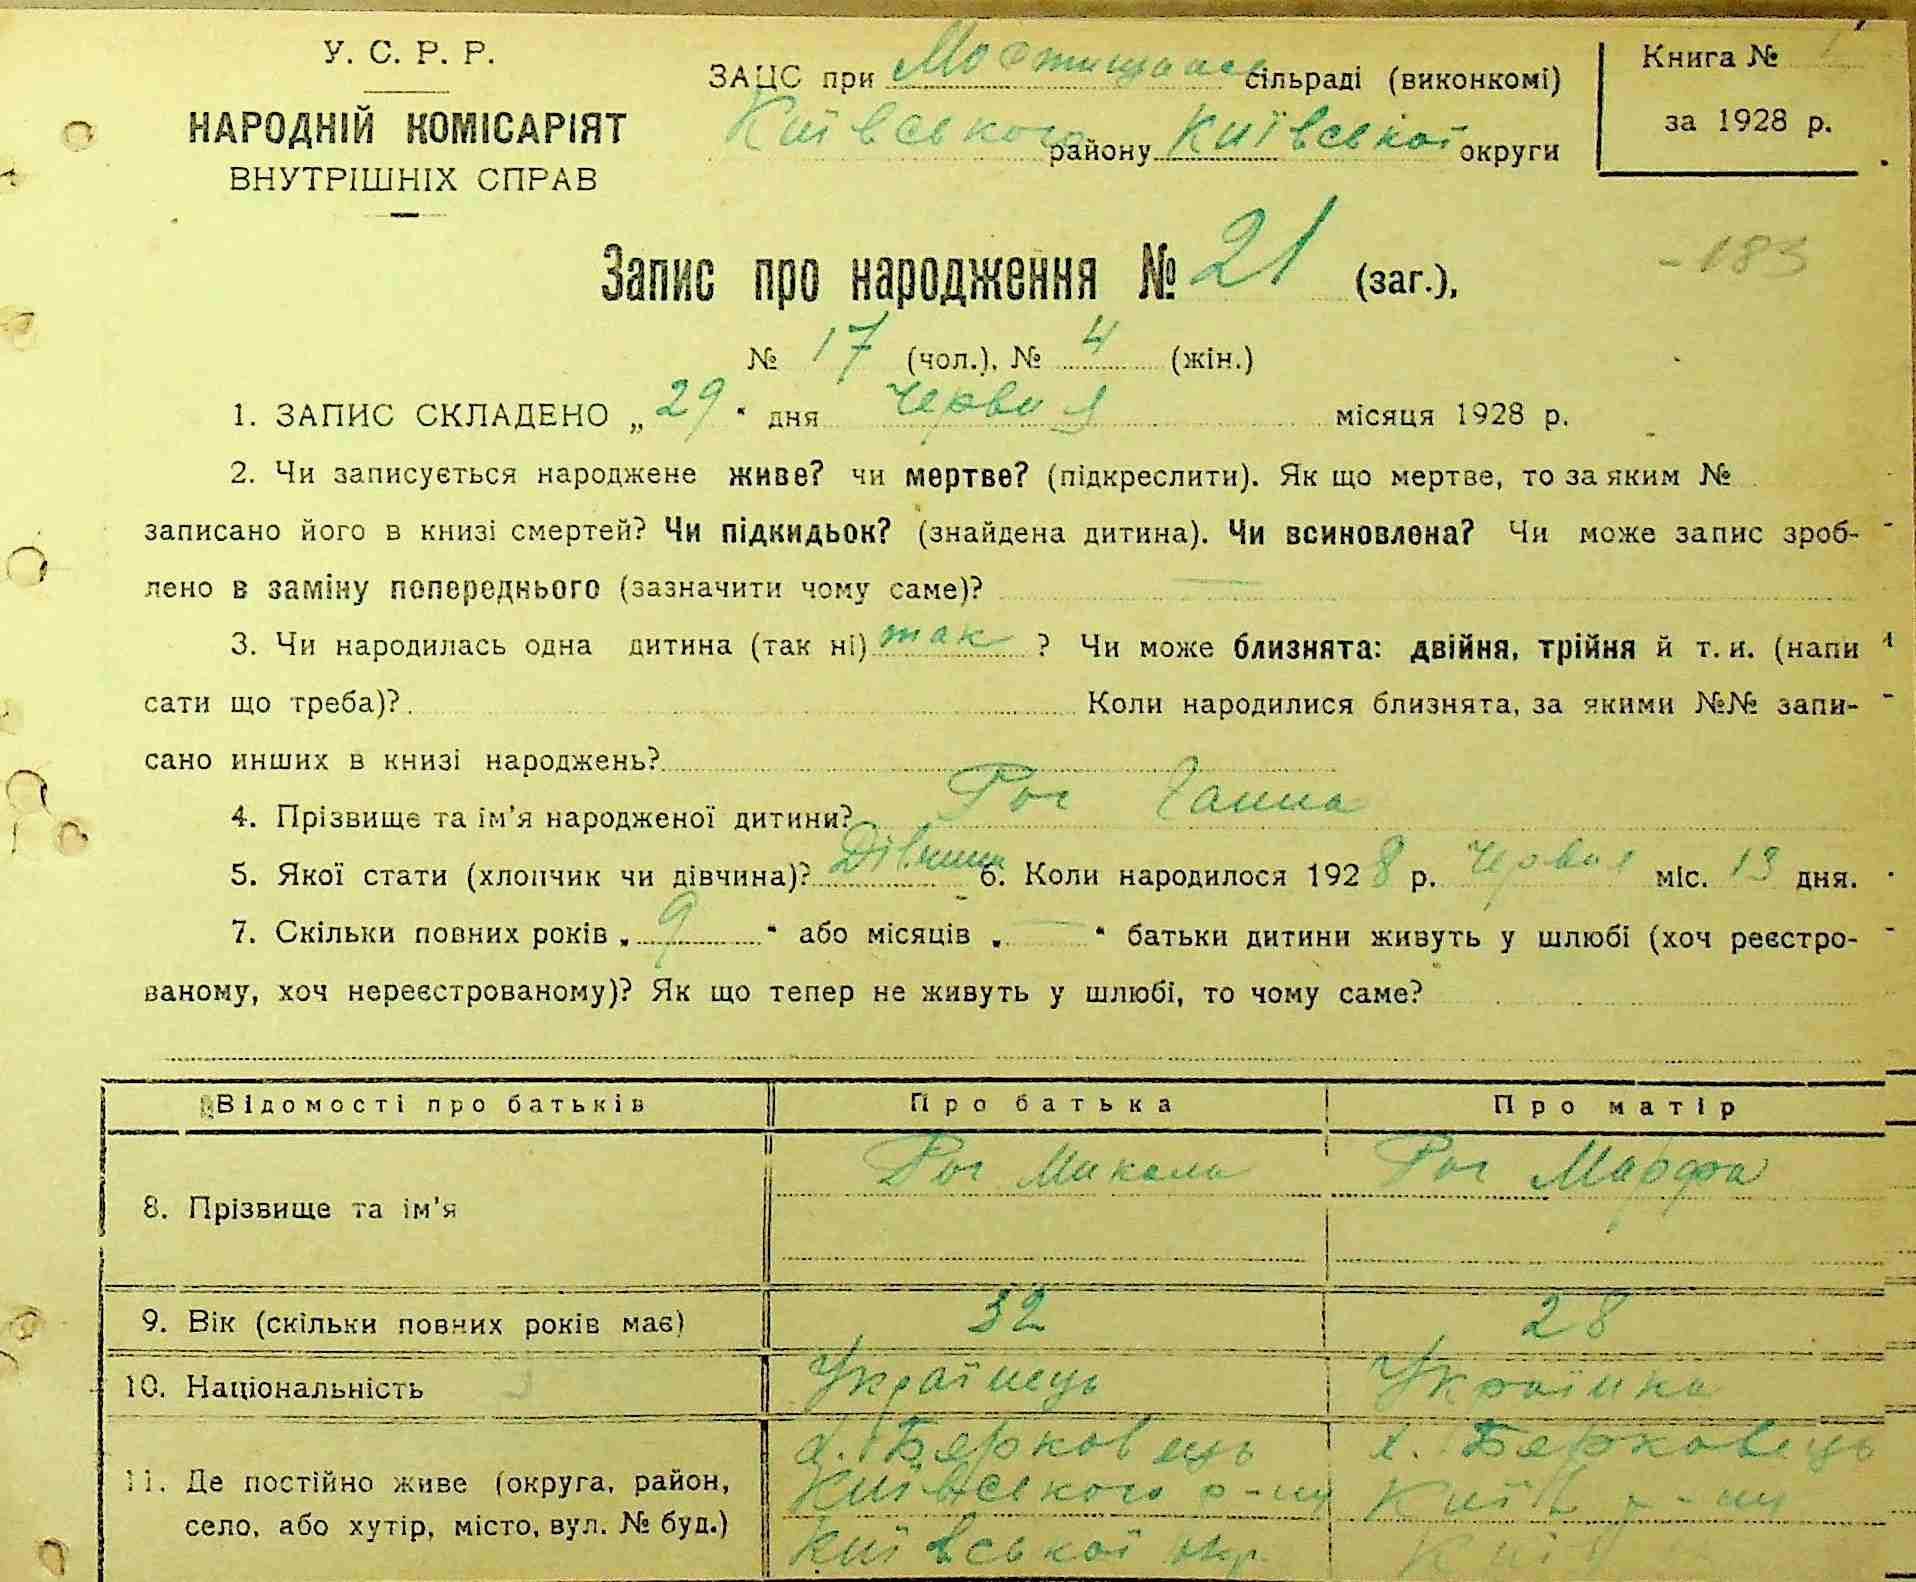 У. С. Р. Р.
НАРОДНІЙ КОМІСАРІЯТ
ВНУТРІШНІХ СПРАВ
ЗАЦС при сільраді (виконкомі)
Київського району Київської округи
Книга № 1
за 1928 р.
Запис про народження № 21 (заг.),
- 183
№ 17 (чол.), № 4 (жін.)
1. ЗАПИС СКЛАДЕНО „ 29 " дня Червня місяця 1928 р.
2. Чи записується народжене живе? чи мертве? (підкреслити). Як що мертве, то за яким №
записано його в книзі смертей? Чи підкидьок? (знайдена дитина). Чи всиновлена? Чи може запис зроб-
лено в заміну попереднього (зазначити чому саме)? —
3. Чи народилась одна дитина (так ні) так ? Чи може близнята: двійня, трійня й т. и. (напи
сати що треба)? Коли народилися близнята, за якими №№ запи-
сано инших в книзі народжень?
4. Прізвище та ім'я народженої дитини? Рог Ганна
5. Якої стати (хлопчик чи дівчина)? Дівчина 6. Коли народилося 1928 р. Червня міс. 13 дня.
7. Скільки повних років „ 9 " або місяців „ — " батьки дитини живуть у шлюбі (хоч реєстро-
ваному, хоч нереєстрованому)? Як що тепер не живуть у шлюбі, то чому саме?
Відомості про батьків Про батька Про матір
8. Прізвище та ім'я Рог Микола Рог Марфа
9. Вік (скільки повних років має) 32 28
10. Національність Українець Українка
11. Де постійно живе (округа, район,
село, або хутір, місто, вул. № буд.)
х. Берковець
Київського р-ну
Київської окр.
х. Берковець
Київ р-ну
Київ